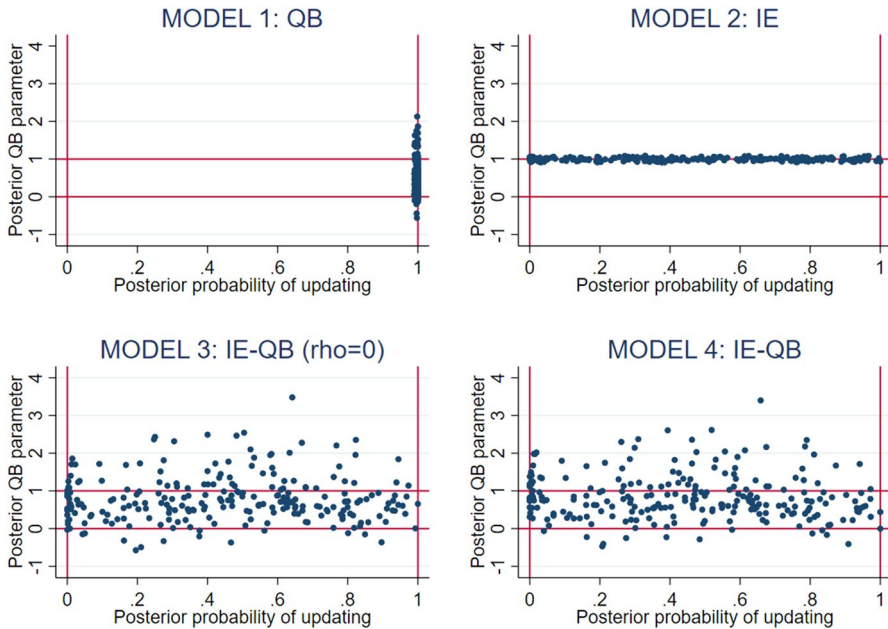 MODEL 1: QB
Posterior QB parameter
4
3
2
1
0
-1
0 .2 .4 .6 .8 1
Posterior probability of updating
MODEL 2: IE
Posterior QB parameter
4
3
2
1
0
-1
0 .2 .4 .6 .8 1
Posterior probability of updating
MODEL 3: IE-QB (rho=0)
Posterior QB parameter
4
3
2
1
0
-1
0 .2 .4 .6 .8 1
Posterior probability of updating
MODEL 4: IE-QB
Posterior QB parameter
4
3
2
1
0
-1
0 .2 .4 .6 .8 1
Posterior probability of updating